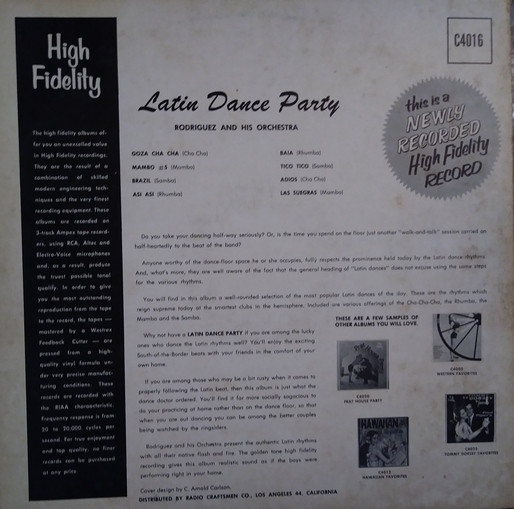 High
Fidelity
The high fidelity albums of-
fer you an unexcelled value
in High Fidelity recordings.
They are the result of a
combination of skilled
modern engineering tech-
niques and the very finest
recording equipment. These
albums are recorded on
3-track Ampex tape record-
ers, using RCA, Altec and
Electro-Voice microphones
and, as a result, produce
the truest possible tonal
quality. In order to give
you the most outstanding
reproduction from the tape
to the record, the tapes —
mastered by a Westrex
Feedback Cutter — are
pressed from a high-
quality vinyl formula un-
der very precise manufac-
turing conditions. These
records are recorded with
the RIAA characteristic.
Frequency response is from
20 to 20,000 cycles per
second. For true enjoyment
and top quality, no finer
records can be purchased
at any price.
C4016
Latin Dance Party
RODRIGUEZ AND HIS ORCHESTRA
this is a
NEWLY
RECORDED
High Fidelity
RECORD
GOZA CHA CHA (Cha Cha)
MAMBO #5 (Mambo)
BRAZIL (Samba)
ASI ASI (Rhumba)
BAIA (Rhumba)
TICO TICO (Samba)
ADIOS (Cha Cha)
LAS SUEGRAS (Mambo)
Do you take your dancing half-way seriously? Or, is the time you spend on the floor just another "walk-and-talk" session carried on
half-heartedly to the beat of the band?
Anyone worthy of the dance-floor space he or she occupies, fully respects the prominence held today by the Latin dance rhythms.
And, what's more, they are well aware of the fact that the general heading of "Latin dances" does not excuse using the same steps
for the various rhythms.
You will find in this album a well-rounded selection of the most popular Latin dances of the day. These are the rhythms which
reign supreme today at the smartest clubs in the hemisphere. Included are various offerings of the Cha-Cha-Cha, the Rhumba, the
Mambo and the Samba.
Why not have a LATIN DANCE PARTY if you are among the lucky
ones who dance the Latin rhythms well? You'll enjoy the exciting
South-of-the-Border beats with your friends in the comfort of your
own home.
If you are among those who may be a bit rusty when it comes to
properly following the Latin beat, then this album is just what the
dance doctor ordered. You'll find it far more socially sagacious to
do your practicing at home rather than on the dance floor, so that
when you are out dancing you can be among the better couples
being watched by the ringsiders.
Rodriguez and his Orchestra present the authentic Latin rhythms
with all their native flash and fire. The golden tone high fidelity
recording gives this album realistic sound as if the boys were
performing right in your home.
Cover design by C. Arnold Carlson.
DISTRIBUTED BY RADIO CRAFTSMEN CO., LOS ANGELES 44, CALIFORNIA
THESE ARE A FEW SAMPLES OF
OTHER ALBUMS YOU WILL LOVE.
FRAT HOUSE PARTY
WESTERN FAVORITES
HAWAIIAN
HAWAIIAN FAVORITES
TOMMY DORSEY FAVORITES